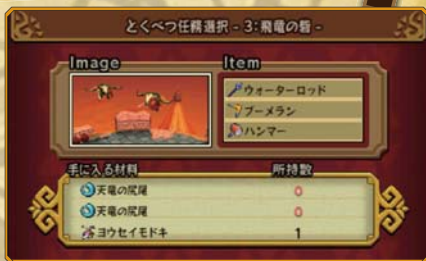 とくべつ任務選択 - 3:飛竜の砦 -
Image
Item
ウォーターロッド
ブーメラン
ハンマー
手に入る材料 所持数
天竜の尻尾 0
天竜の尻尾 0
ヨウセイモドキ 1